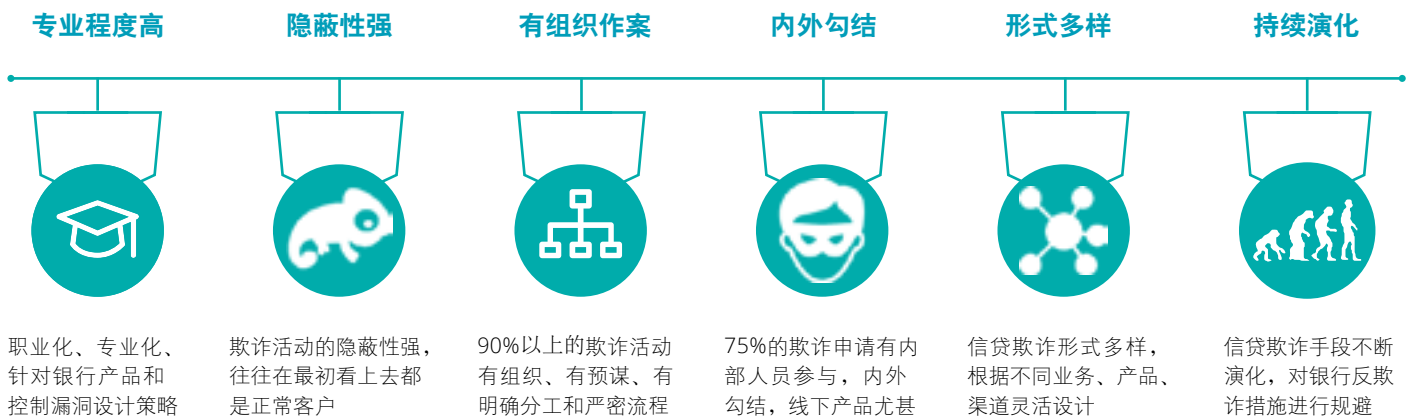 专业程度高
隐蔽性强
有组织作案
内外勾结
形式多样
持续演化
职业化、专业化、
针对银行产品和
控制漏洞设计策略
欺诈活动的隐蔽性强，
往往在最初看上去都
是正常客户
90%以上的欺诈活动
有组织、有预谋、有
明确分工和严密流程
75%的欺诈申请有内
部人员参与，内外
勾结，线下产品尤甚
信贷欺诈形式多样，
根据不同业务、产品、
渠道灵活设计
信贷欺诈手段不断
演化，对银行反欺
诈措施进行规避